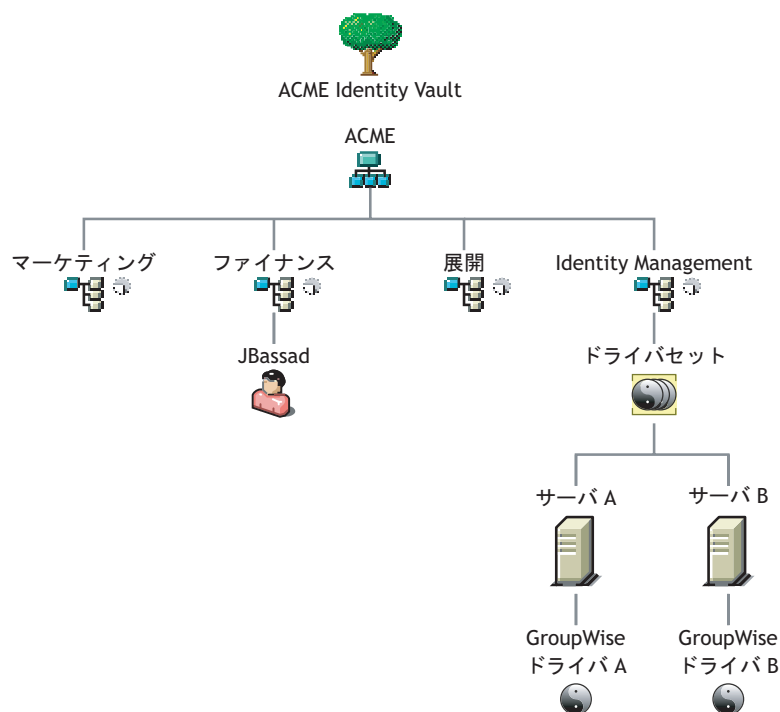 ACME Identity Vault
ACME
マーケティング
ファイナンス
展開
Identity Management
JBassad
ドライバセット
サーバ A
サーバ B
GroupWise
ドライバ A
GroupWise
ドライバ B